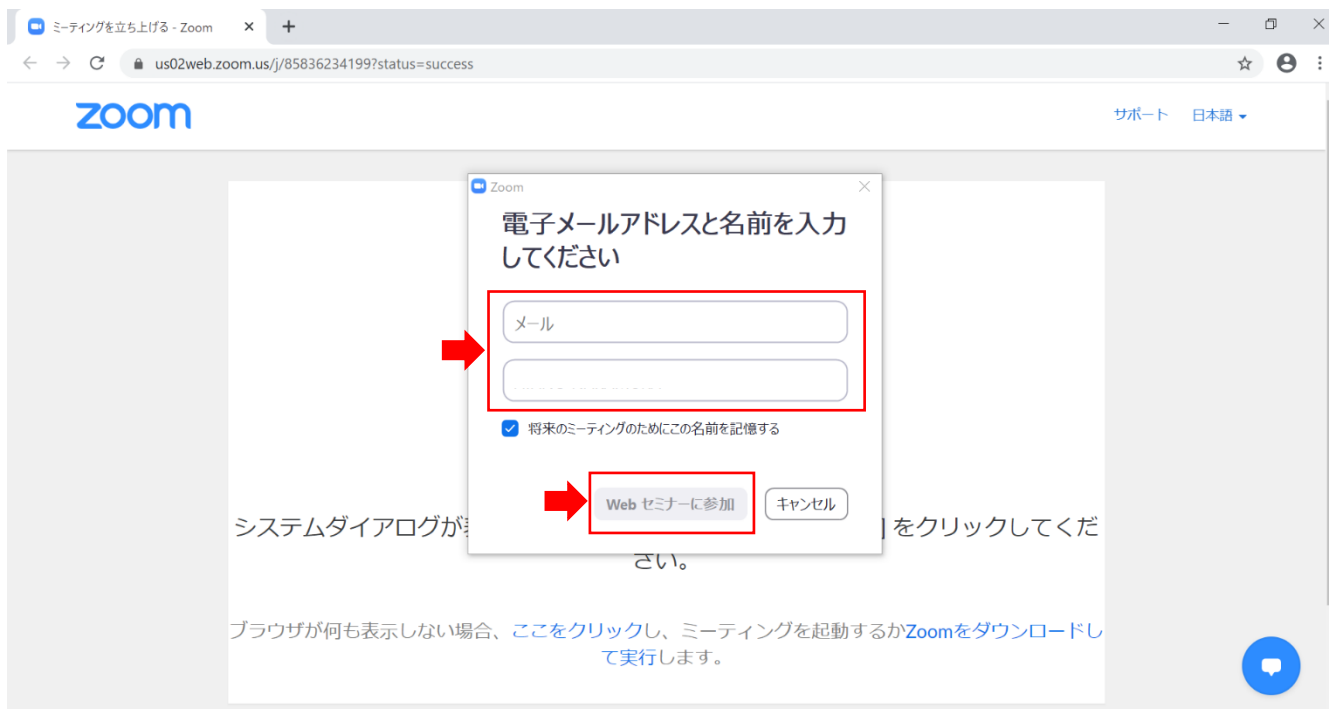 ミーティングを立ち上げる - Zoom
us02web.zoom.us/j/85836234199?status=success
zoom
サポート 日本語
Zoom
電子メールアドレスと名前を入力
してください
メール
将来のミーティングのためにこの名前を記憶する
Web セミナーに参加 キャンセル
システムダイアログが ] をクリックしてくだ
さい。
ブラウザが何も表示しない場合、ここをクリックし、ミーティングを起動するかZoomをダウンロードし
て実行します。